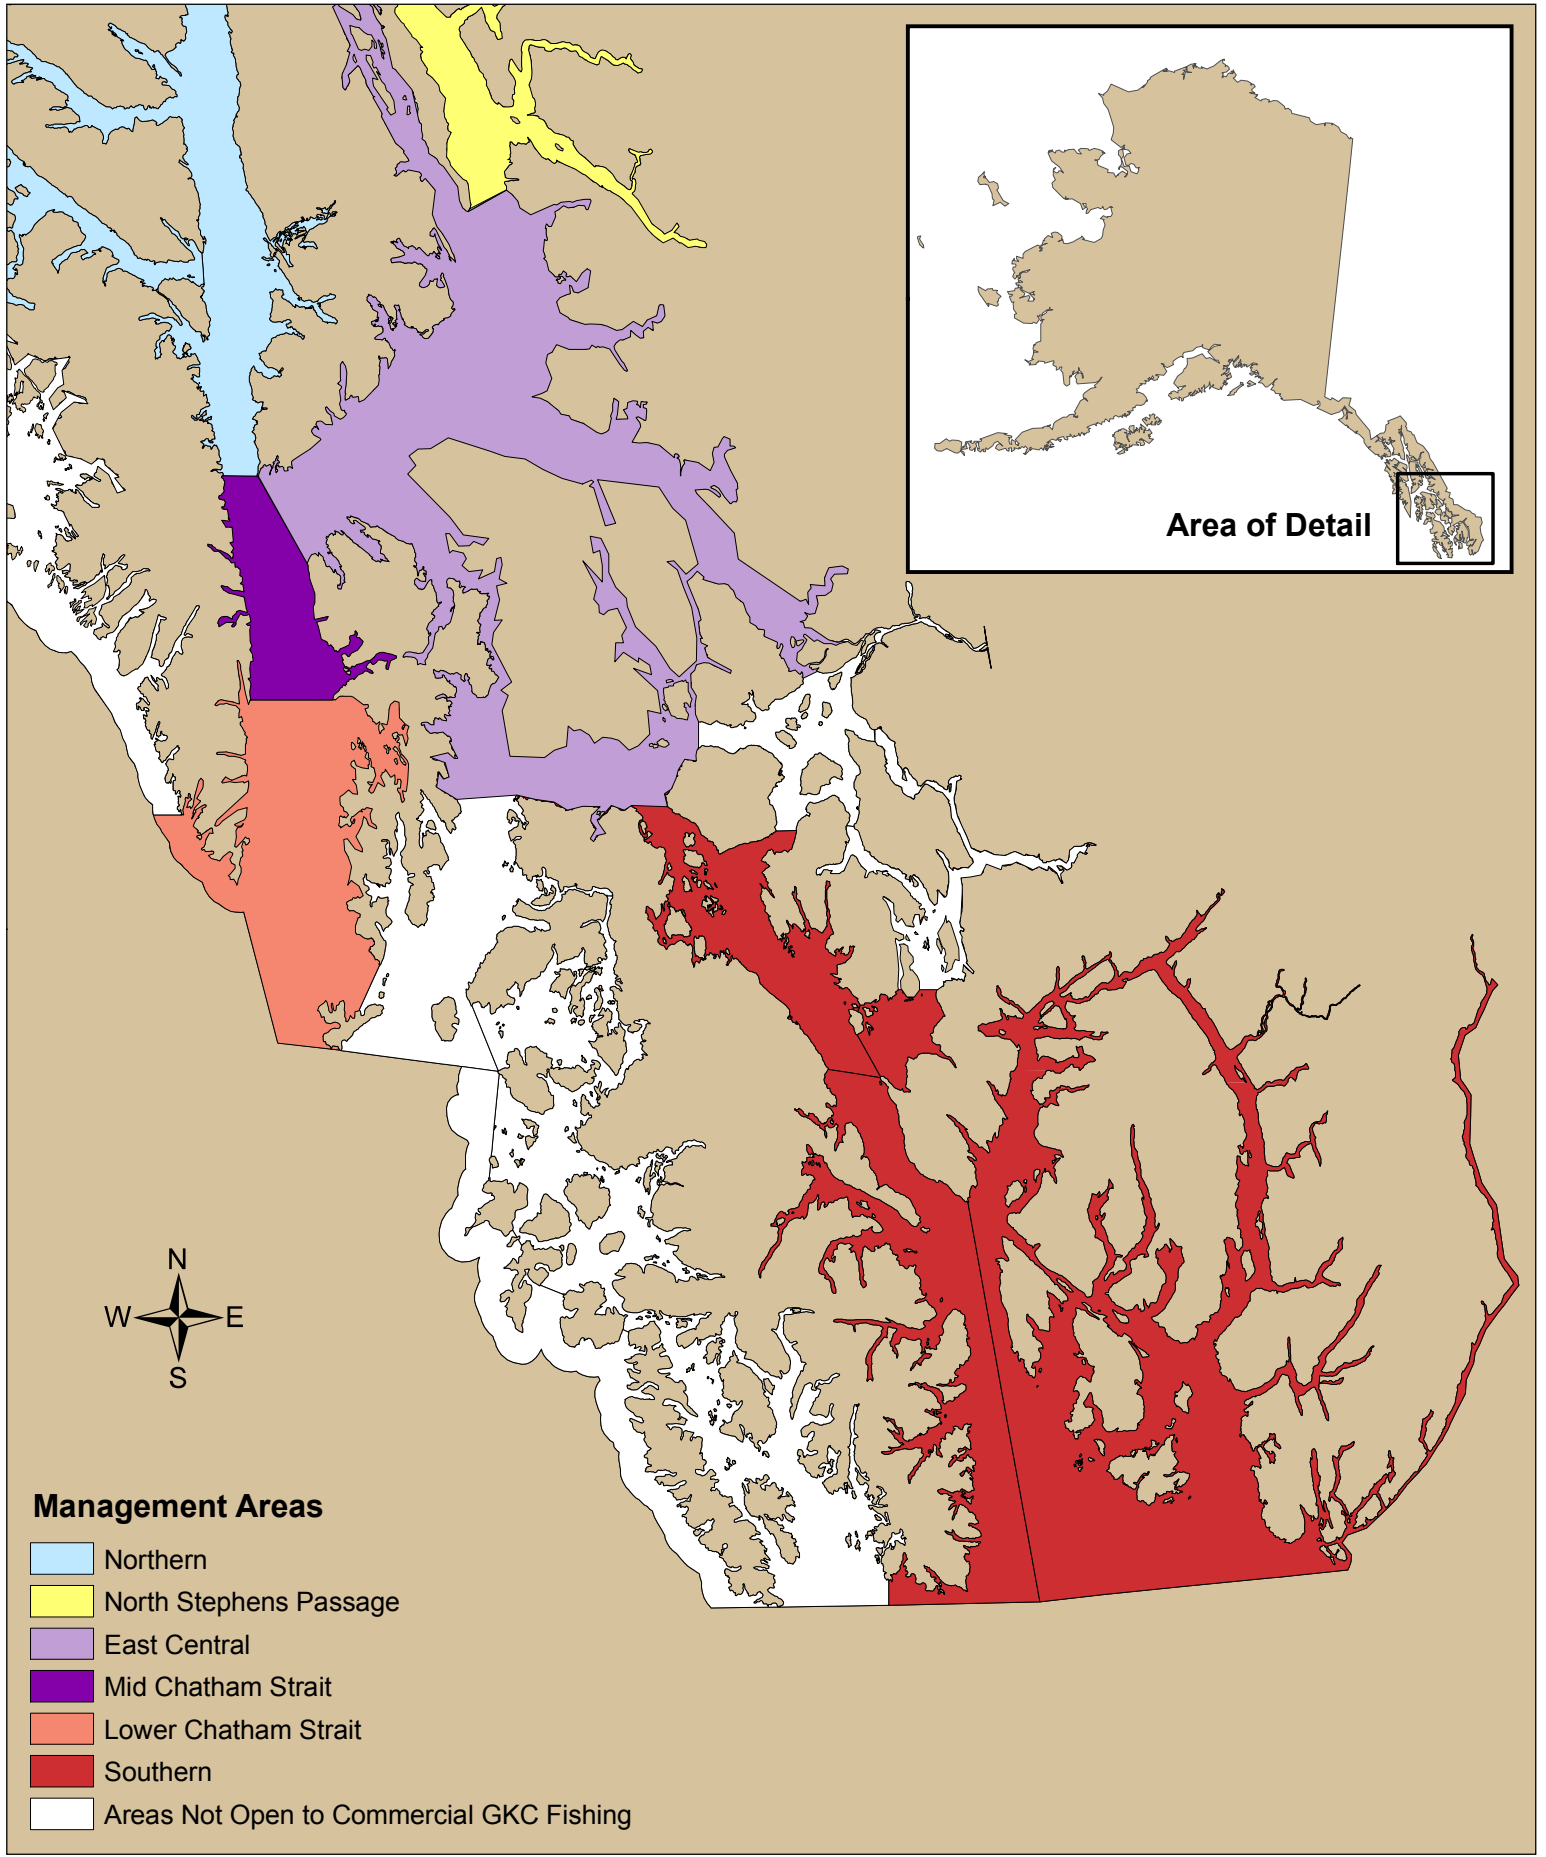 Area of Detail
N
W E
S
Management Areas
Northern
North Stephens Passage
East Central
Mid Chatham Strait
Lower Chatham Strait
Southern
Areas Not Open to Commercial GKC Fishing